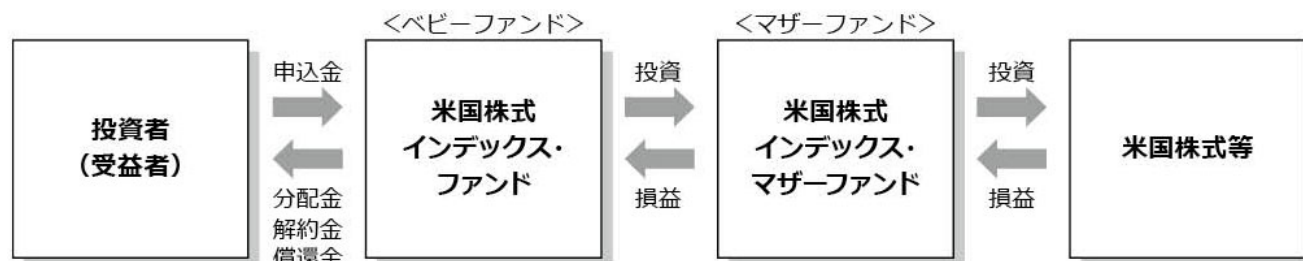 <ベビーファンド>
<マザーファンド>
投資者
(受益者)
申込金
分配金
解約金
償還金
米国株式
インデックス・
ファンド
投資
損益
米国株式
インデックス・
マザーファンド
投資
損益
米国株式等